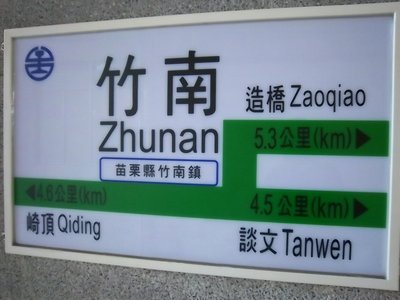 竹南
Zhunan
苗栗縣竹南鎮
造橋 Zaoqiao
5.3公里(km)
4.6公里(km)
崎頂 Qiding
4.5公里(km)
談文 Tanwen